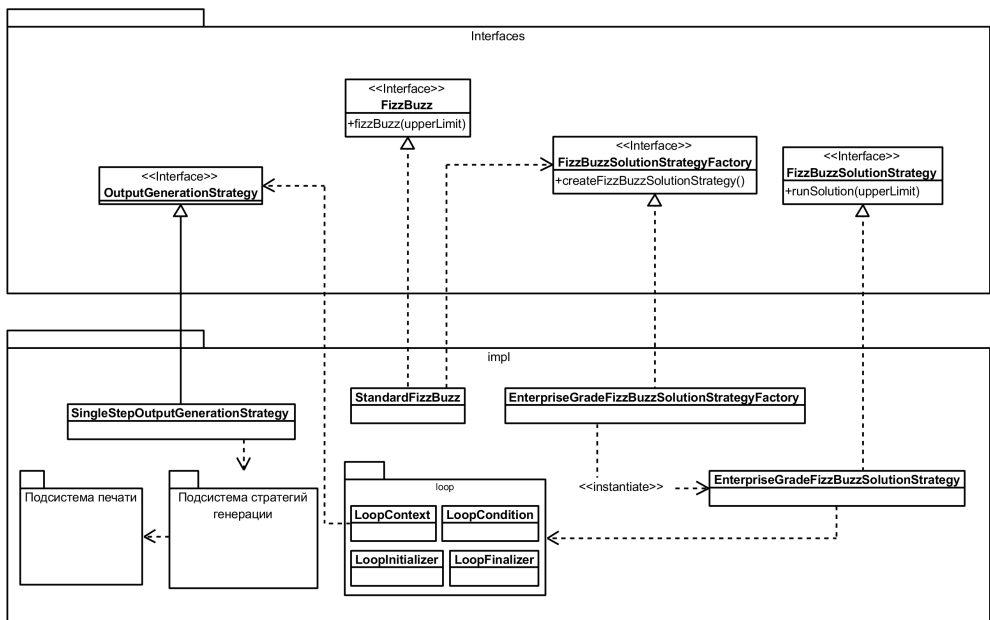 Interfaces
<<Interface>>
FizzBuzz
+fizzBuzz(upperLimit)
<<Interface>>
FizzBuzzSolutionStrategyFactory
+createFizzBuzzSolutionStrategy()
<<Interface>>
FizzBuzzSolutionStrategy
+runSolution(upperLimit)
<<Interface>>
OutputGenerationStrategy
impl
SingleStepOutputGenerationStrategy
StandardFizzBuzz
EnterpriseGradeFizzBuzzSolutionStrategyFactory
Подсистема печати
Подсистема стратегий
генерации
loop
LoopContext
LoopCondition
LoopInitializer
LoopFinalizer
<<instantiate>>
EnterpriseGradeFizzBuzzSolutionStrategy